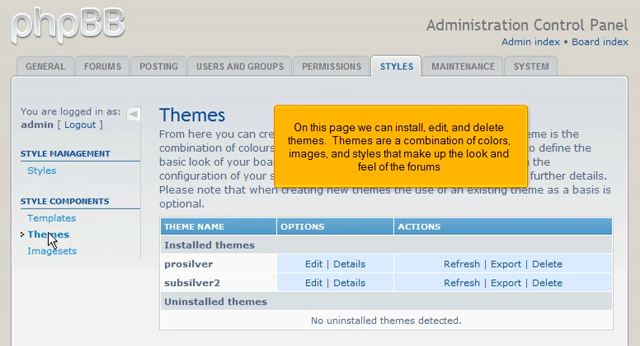 phpBB
Administration Control Panel
Admin index • Board index
GENERAL FORUMS POSTING USERS AND GROUPS PERMISSIONS STYLES MAINTENANCE SYSTEM
You are logged in as:
admin [ Logout ]
STYLE MANAGEMENT
Styles
STYLE COMPONENTS
Templates
Themes
Imagesets
Themes
From here you can cre
eme is the
combination of colours
to define the
basic look of your boar
the
configuration of your s
further details.
Please note that when creating new themes the use of an existing theme as a basis is
optional.
On this page we can install, edit, and delete
themes. Themes are a combination of colors,
images, and styles that make up the look and
feel of the forums
THEME NAME OPTIONS ACTIONS
Installed themes
prosilver Edit | Details Refresh | Export | Delete
subsilver2 Edit | Details Refresh | Export | Delete
Uninstalled themes
No uninstalled themes detected.